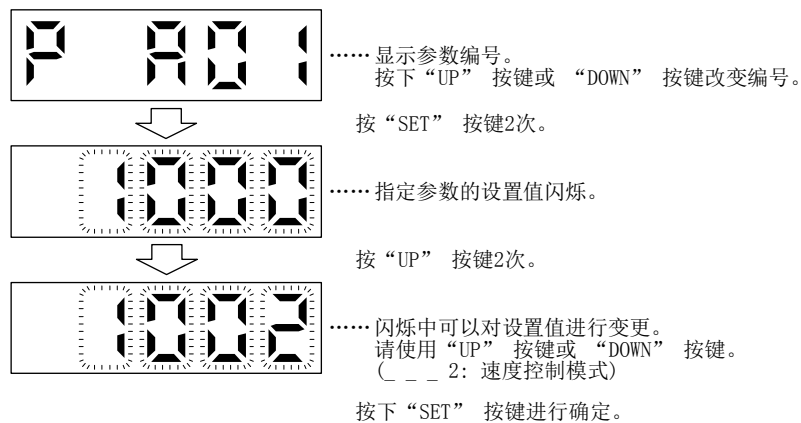 P A01
……显示参数编号。
按下“UP” 按键或 “DOWN” 按键改变编号。
按“SET” 按键2次。
1000
……指定参数的设置值闪烁。
按“UP” 按键2次。
1002
……闪烁中可以对设置值进行变更。
请使用“UP” 按键或 “DOWN” 按键。
(_ _ _ 2: 速度控制模式)
按下“SET” 按键进行确定。